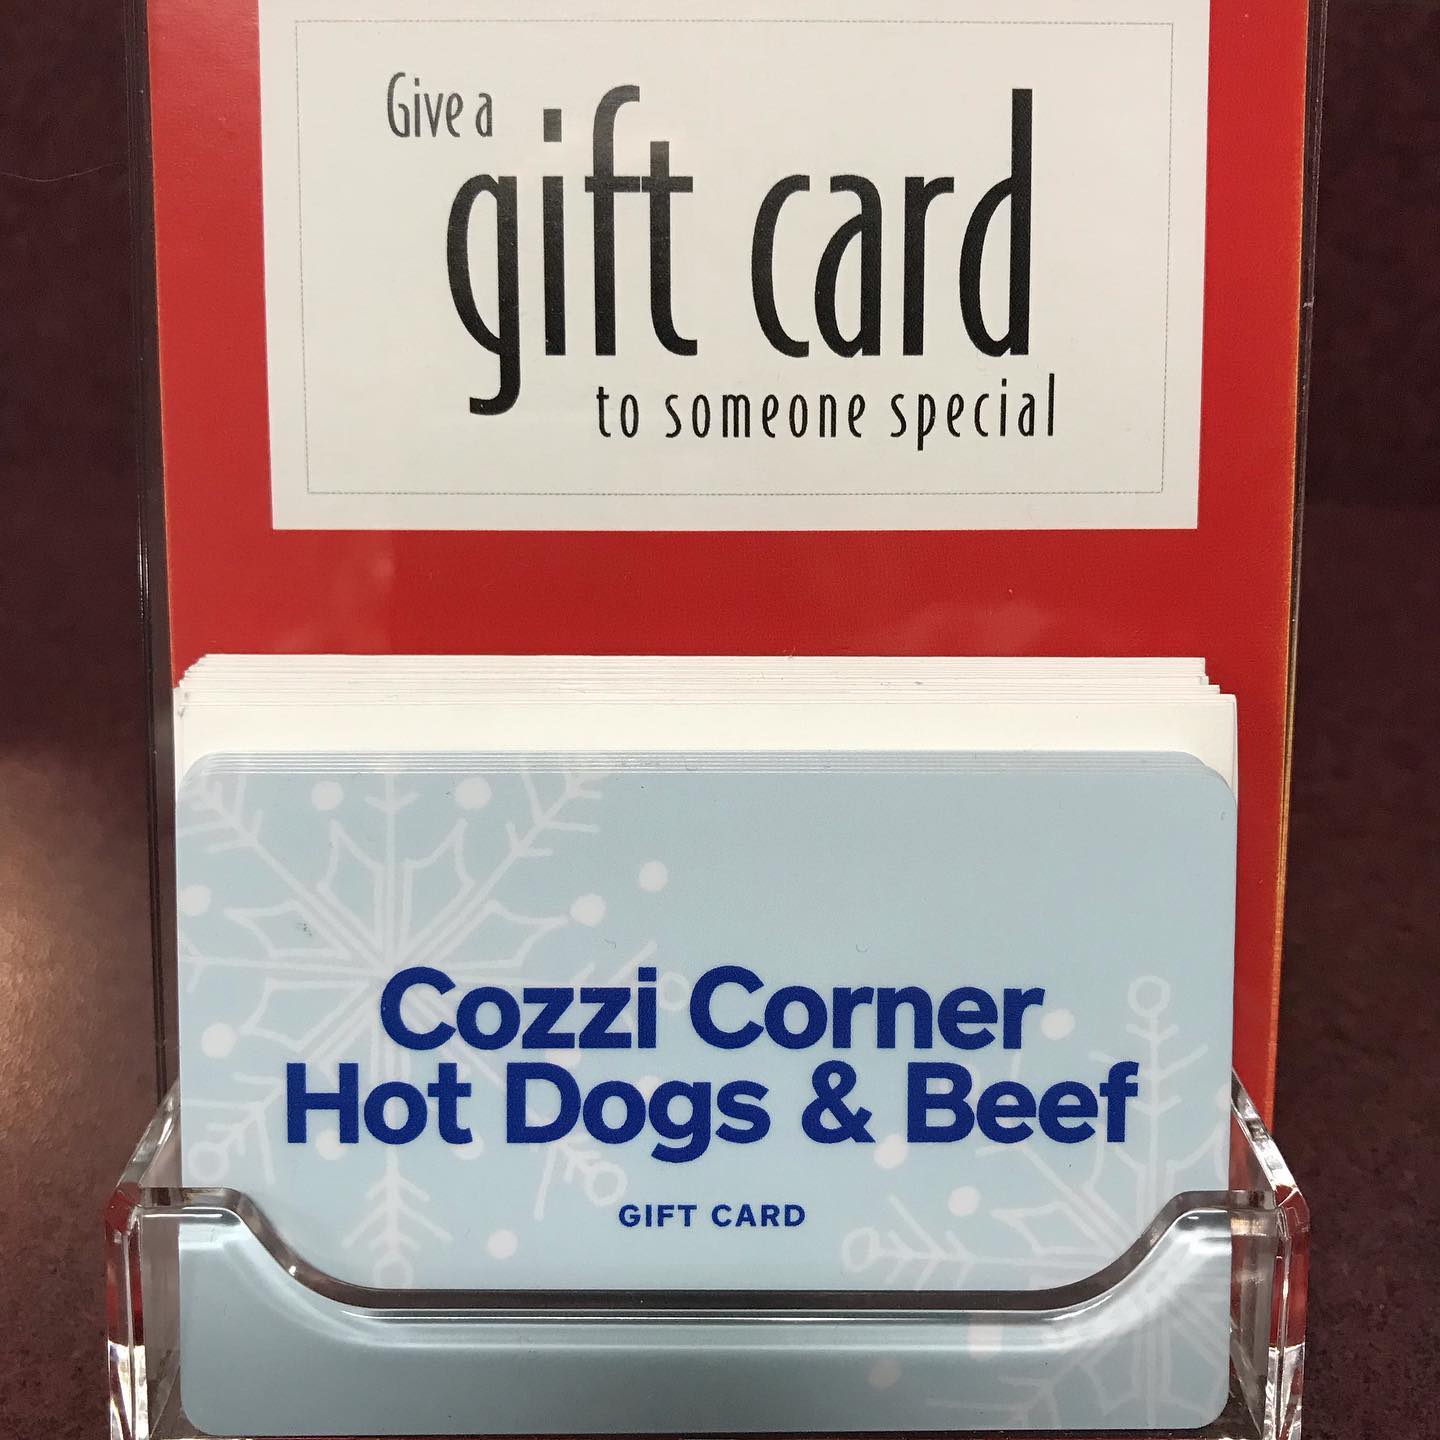 Give a
gift card
to someone special
Cozzi Corner
Hot Dogs & Beef
GIFT CARD